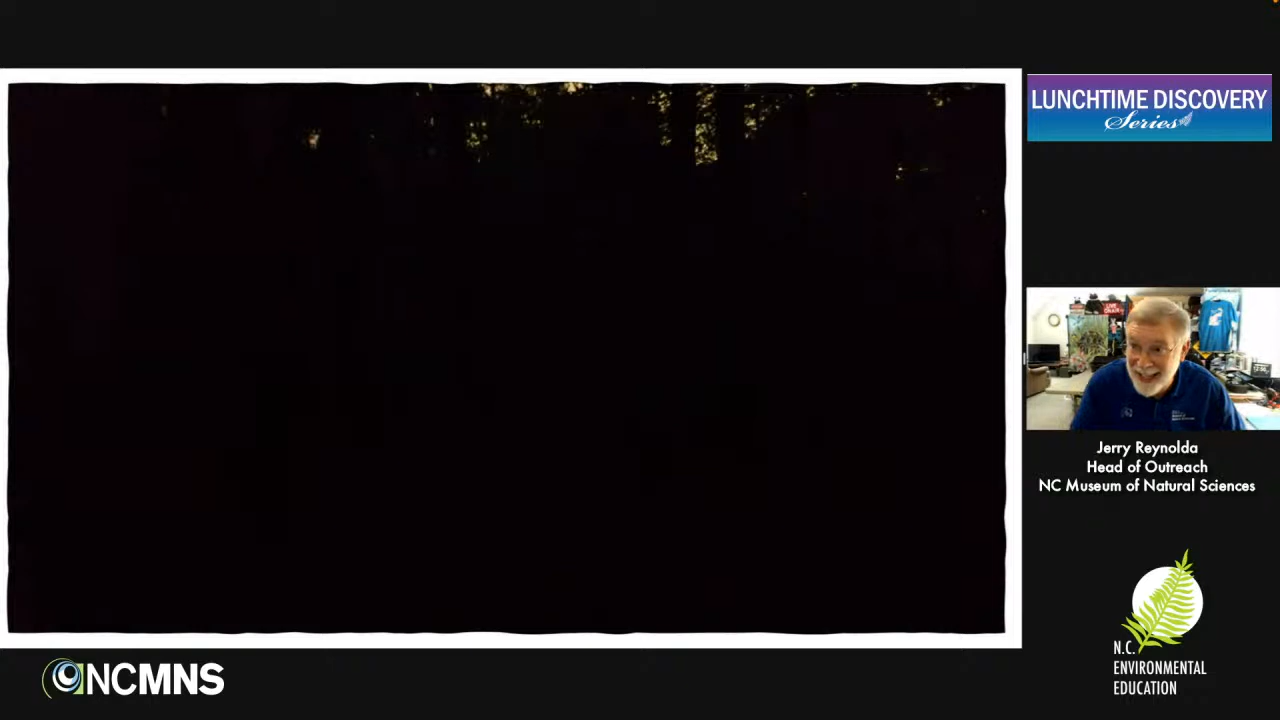 LUNCHTIME DISCOVERY
Series
Jerry Reynolda
Head of Outreach
NC Museum of Natural Sciences
NCMNS
N.C.
ENVIRONMENTAL
EDUCATION